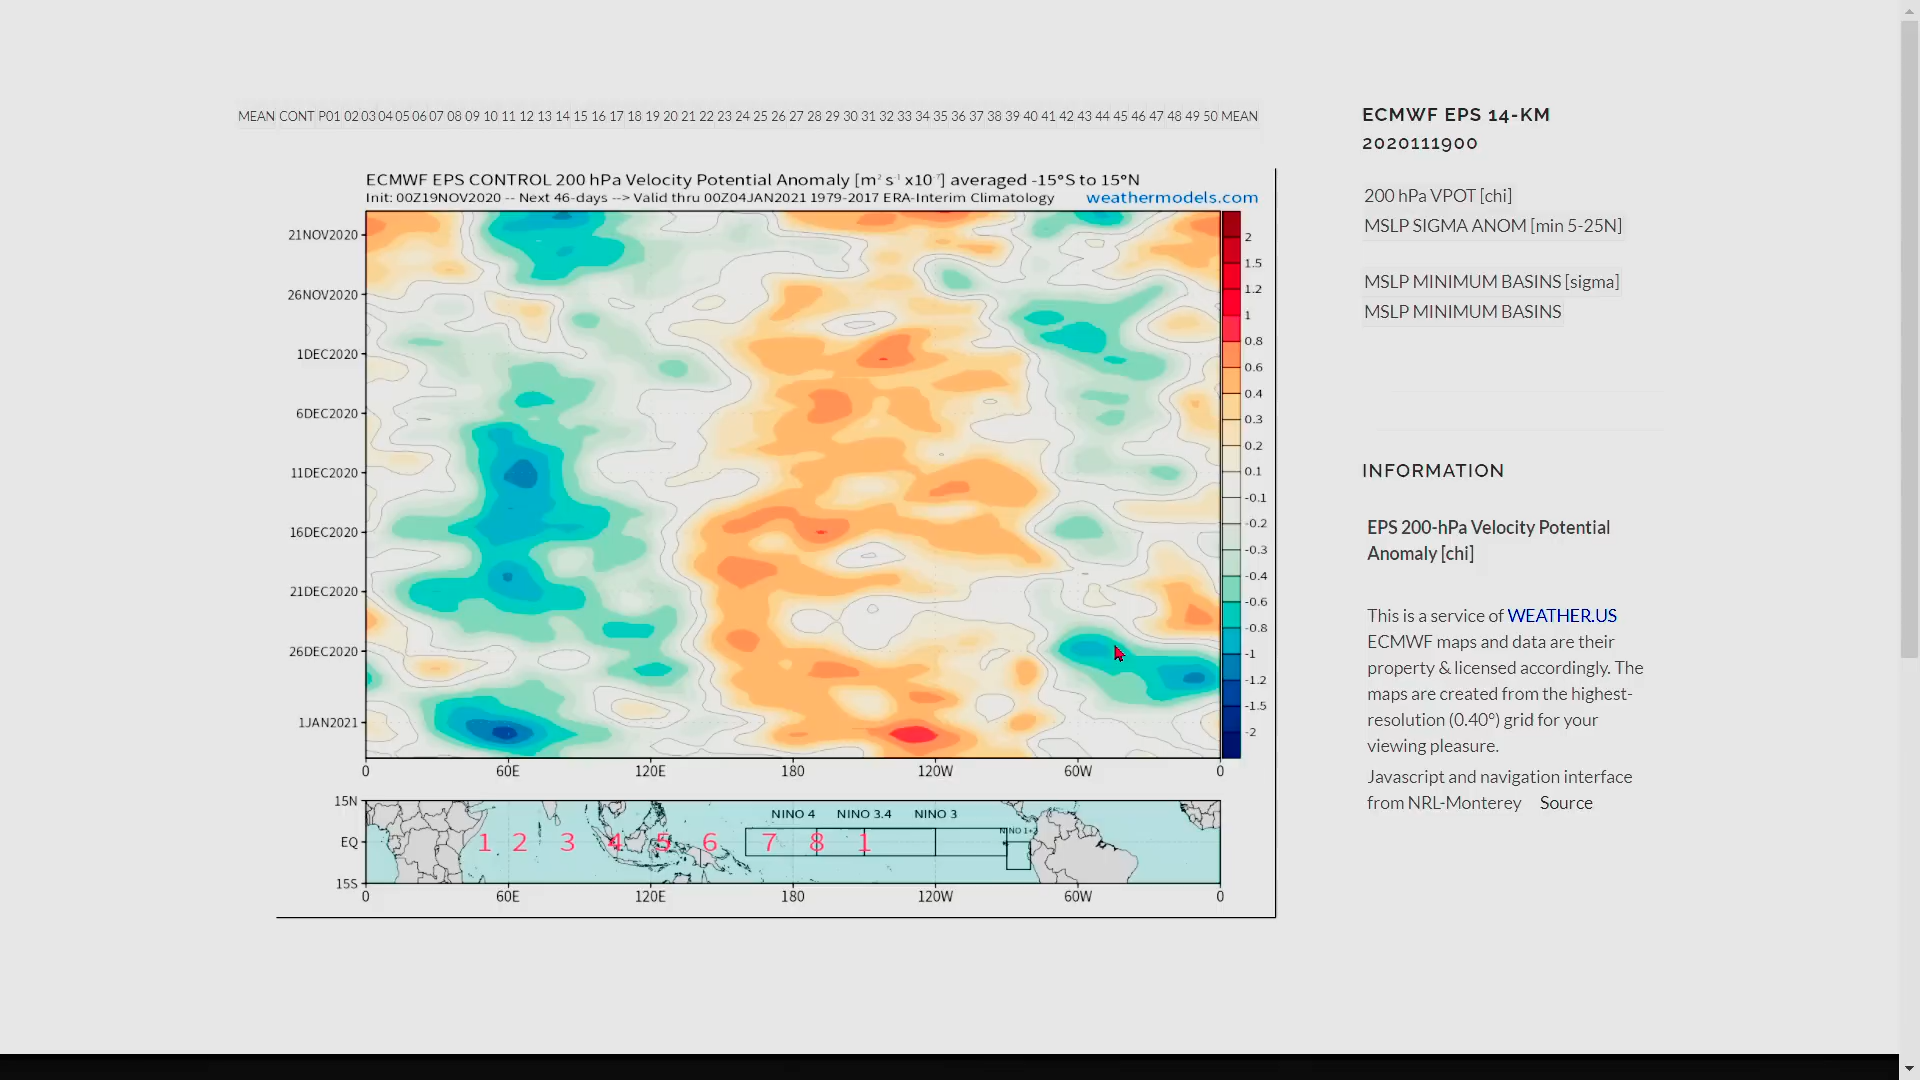 MEAN CONT P01 02 03 04 05 06 07 08 09 10 11 12 13 14 15 16 17 18 19 20 21 22 23 24 25 26 27 28 29 30 31 32 33 34 35 36 37 38 39 40 41 42 43 44 45 46 47 48 49 50 MEAN
ECMWF EPS CONTROL 200 hPa Velocity Potential Anomaly [m² s⁻¹ x10⁻⁷] averaged -15°S to 15°N
Init: 00Z19NOV2020 -- Next 46-days --> Valid thru 00Z04JAN2021 1979-2017 ERA-Interim Climatology
weathermodels.com
21NOV2020
26NOV2020
1DEC2020
6DEC2020
11DEC2020
16DEC2020
21DEC2020
26DEC2020
1JAN2021
0 60E 120E 180 120W 60W 0
2
1.5
1.2
1
0.8
0.6
0.4
0.3
0.2
0.1
-0.1
-0.2
-0.3
-0.4
-0.6
-0.8
-1
-1.2
-1.5
-2
15N
EQ
15S
NINO 4 NINO 3.4 NINO 3
NINO 1+2
1 2 3 4 5 6 7 8 1
0 60E 120E 180 120W 60W 0
ECMWF EPS 14-KM
2020111900
200 hPa VPOT [chi]
MSLP SIGMA ANOM [min 5-25N]
MSLP MINIMUM BASINS [sigma]
MSLP MINIMUM BASINS
INFORMATION
EPS 200-hPa Velocity Potential
Anomaly [chi]
This is a service of WEATHER.US
ECMWF maps and data are their
property & licensed accordingly. The
maps are created from the highest-
resolution (0.40º) grid for your
viewing pleasure.
Javascript and navigation interface
from NRL-Monterey Source